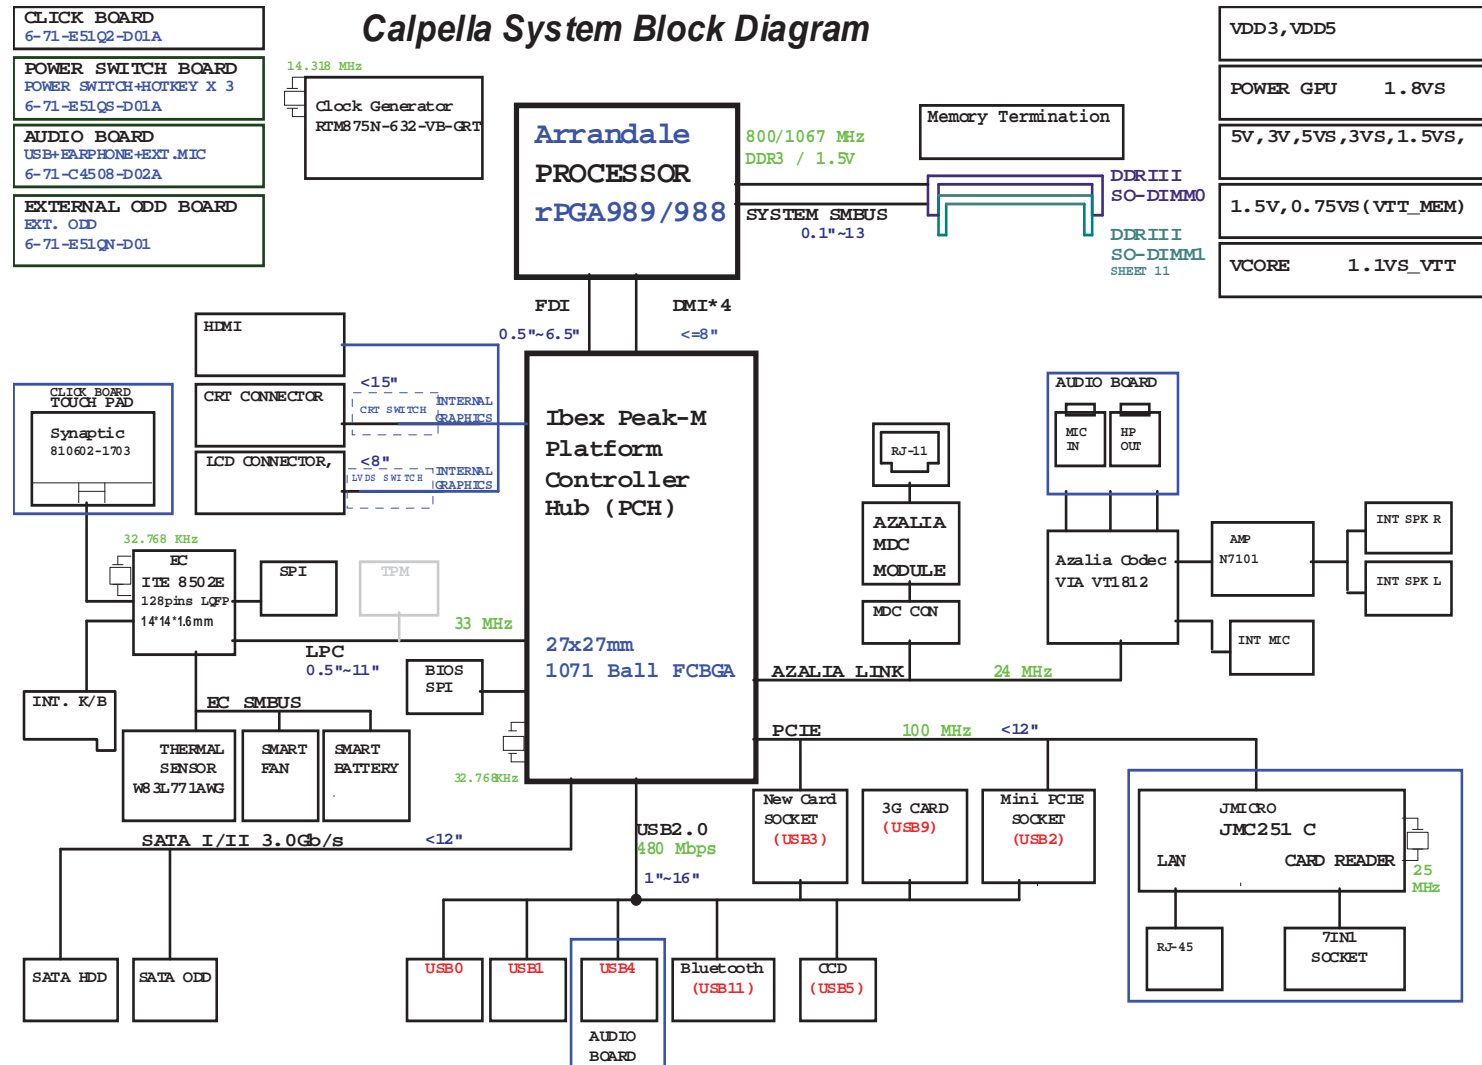 Calpella System Block Diagram
CLICK BOARD
6-71-E51Q2-D01A
POWER SWITCH BOARD
POWER SWITCH+HOTKEY X 3
6-71-E51QS-D01A
AUDIO BOARD
USB+EARPHONE+EXT.MIC
6-71-C4508-D02A
EXTERNAL ODD BOARD
EXT. ODD
6-71-E51QN-D01
14.318 MHz
Clock Generator
RTM875N-632-VB-GRT
Arrandale
PROCESSOR
rPGA989/988
800/1067 MHz
DDR3 / 1.5V
SYSTEM SMBUS
0.1"~13
Memory Termination
DDRIII
SO-DIMM0
DDRIII
SO-DIMM1
SHEET 11
VDD3,VDD5
POWER GPU 1.8VS
5V,3V,5VS,3VS,1.5VS,
1.5V,0.75VS(VTT_MEM)
VCORE 1.1VS_VTT
FDI
DMI*4
0.5"~6.5"
<=8"
HDMI
CRT CONNECTOR
<15"
CRT SWITCH
INTERNAL
GRAPHICS
LCD CONNECTOR,
<8"
LVDS SWITCH
INTERNAL
GRAPHICS
CLICK BOARD
TOUCH PAD
Synaptic
810602-1703
Ibex Peak-M
Platform
Controller
Hub (PCH)
27x27mm
1071 Ball FCBGA
32.768 KHz
EC
ITE 8502E
128pins LQFP
14*14*1.6mm
SPI
TPM
33 MHz
LPC
0.5"~11"
BIOS
SPI
INT. K/B
EC SMBUS
THERMAL
SENSOR
W83L771AWG
SMART
FAN
SMART
BATTERY
32.768KHz
RJ-11
AZALIA
MDC
MODULE
MDC CON
AZALIA LINK
24 MHz
AUDIO BOARD
MIC
IN
HP
OUT
Azalia Codec
VIA VT1812
AMP
N7101
INT SPK R
INT SPK L
INT MIC
PCIE
100 MHz
<12"
New Card
SOCKET
(USB3)
3G CARD
(USB9)
Mini PCIE
SOCKET
(USB2)
JMICRO
JMC251 C
LAN
CARD READER
25
MHz
RJ-45
7IN1
SOCKET
SATA I/II 3.0Gb/s
<12"
USB2.0
480 Mbps
1"~16"
SATA HDD
SATA ODD
USB0
USB1
USB4
AUDIO
BOARD
Bluetooth
(USB11)
CCD
(USB5)